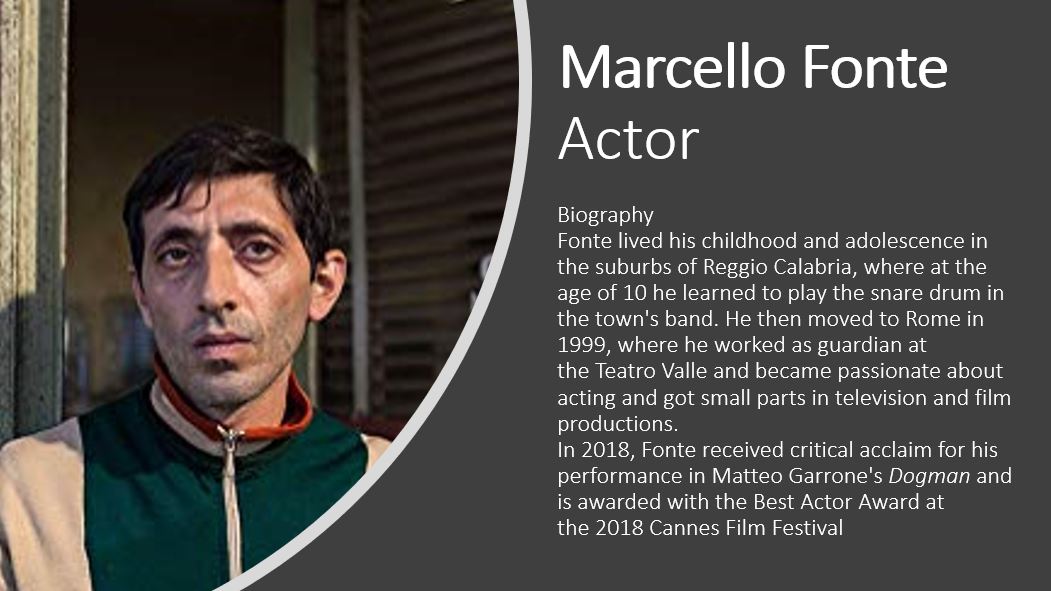 Marcello Fonte
Actor
Biography
Fonte lived his childhood and adolescence in
the suburbs of Reggio Calabria, where at the
age of 10 he learned to play the snare drum in
the town's band. He then moved to Rome in
1999, where he worked as guardian at
the Teatro Valle and became passionate about
acting and got small parts in television and film
productions.
In 2018, Fonte received critical acclaim for his
performance in Matteo Garrone's Dogman and
is awarded with the Best Actor Award at
the 2018 Cannes Film Festival